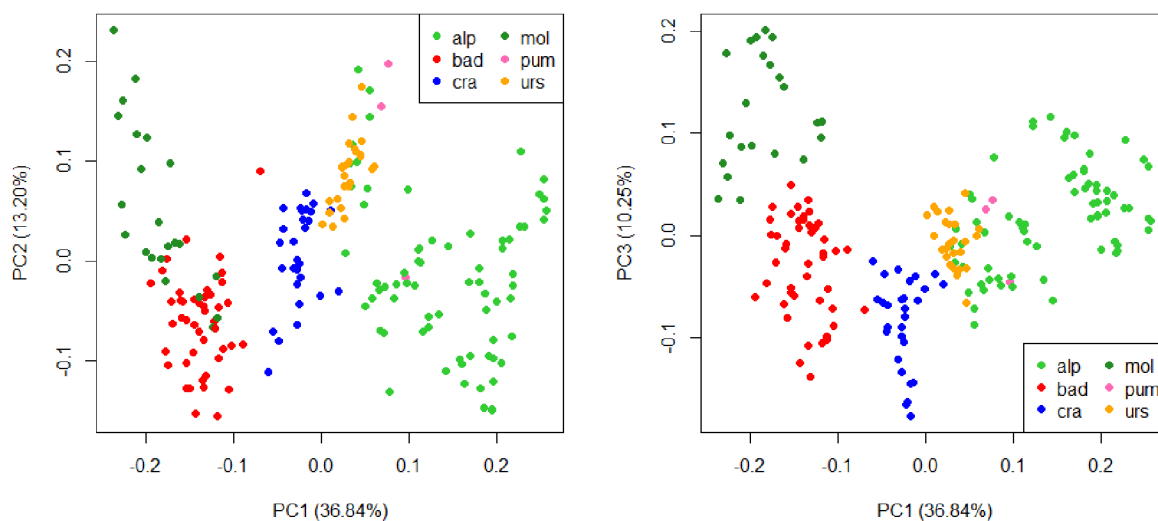 alp mol
bad pum
cra urs
PC2 (13.20%)
0.2
0.1
0.0
-0.1
-0.2 -0.1 0.0 0.1 0.2
PC1 (36.84%)
PC3 (10.25%)
0.2
0.1
0.0
-0.1
alp mol
bad pum
cra urs
-0.2 -0.1 0.0 0.1 0.2
PC1 (36.84%)